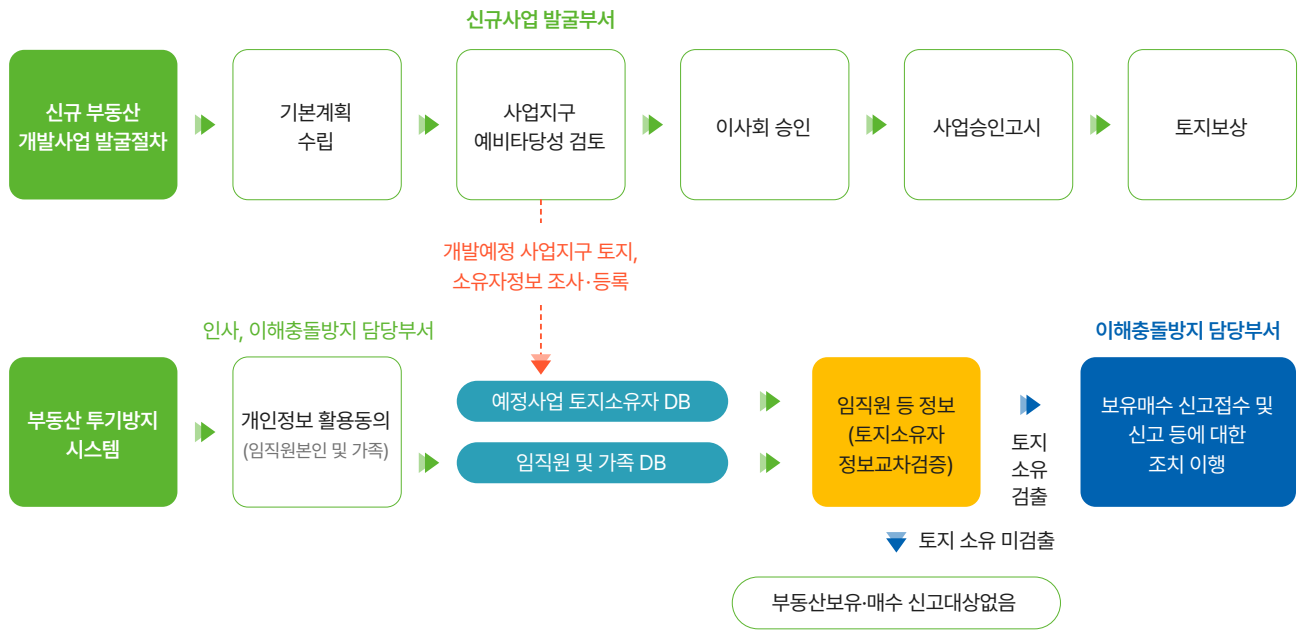 신규사업 발굴부서
신규 부동산
개발사업 발굴절차
기본계획
수립
사업지구
예비타당성 검토
이사회 승인
사업승인고시
토지보상
개발예정 사업지구 토지,
소유자정보 조사·등록
인사, 이해충돌방지 담당부서
이해충돌방지 담당부서
부동산 투기방지
시스템
개인정보 활용동의
(임직원본인 및 가족)
예정사업 토지소유자 DB
임직원 및 가족 DB
임직원 등 정보
(토지소유자
정보교차검증)
토지
소유
검출
보유매수 신고접수 및
신고 등에 대한
조치 이행
토지 소유 미검출
부동산보유·매수 신고대상없음